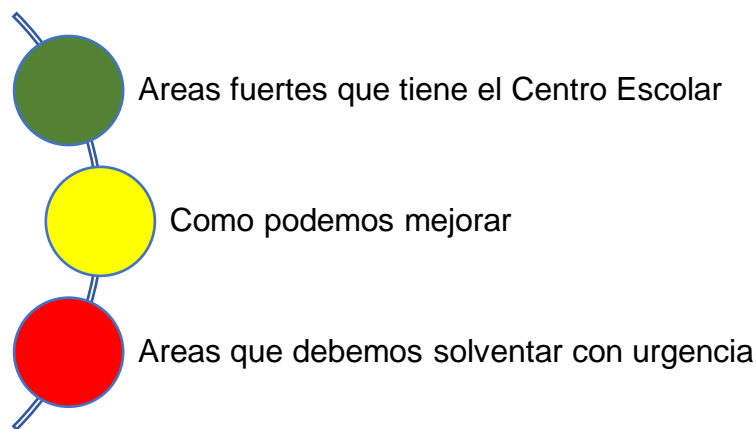 Areas fuertes que tiene el Centro Escolar
Como podemos mejorar
Areas que debemos solventar con urgencia